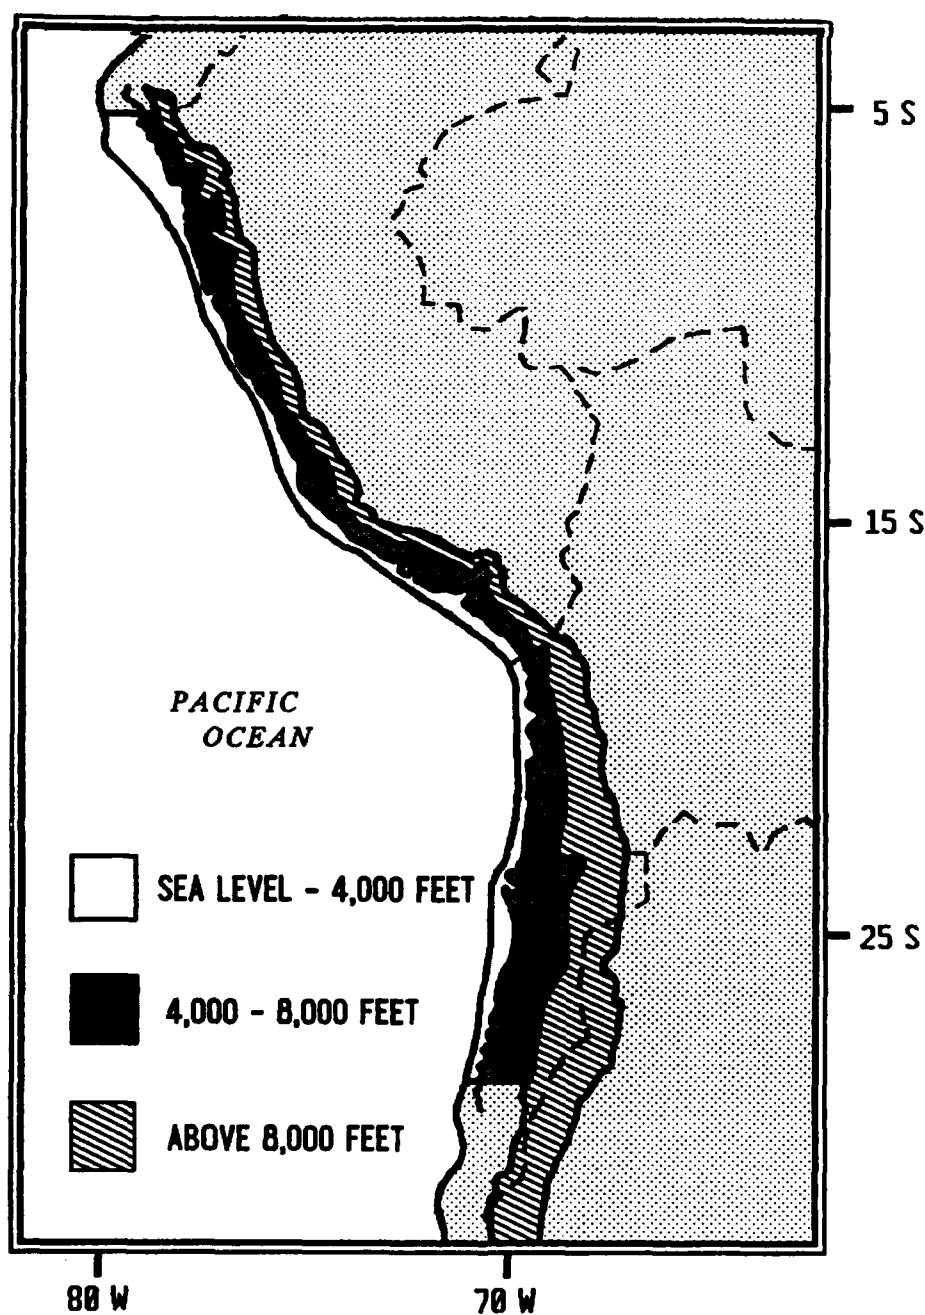 5 S
15 S
PACIFIC
OCEAN
SEA LEVEL - 4,000 FEET
25 S
4,000 - 8,000 FEET
ABOVE 8,000 FEET
80 W
70 W